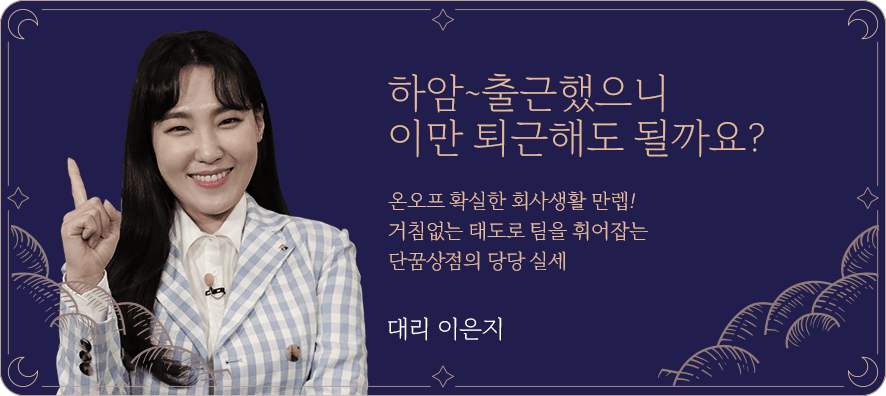 하암~출근했으니
이만 퇴근해도 될까요?
온오프 확실한 회사생활 만렙!
거침없는 태도로 팀을 휘어잡는
단꿈상점의 당당 실세
대리 이은지